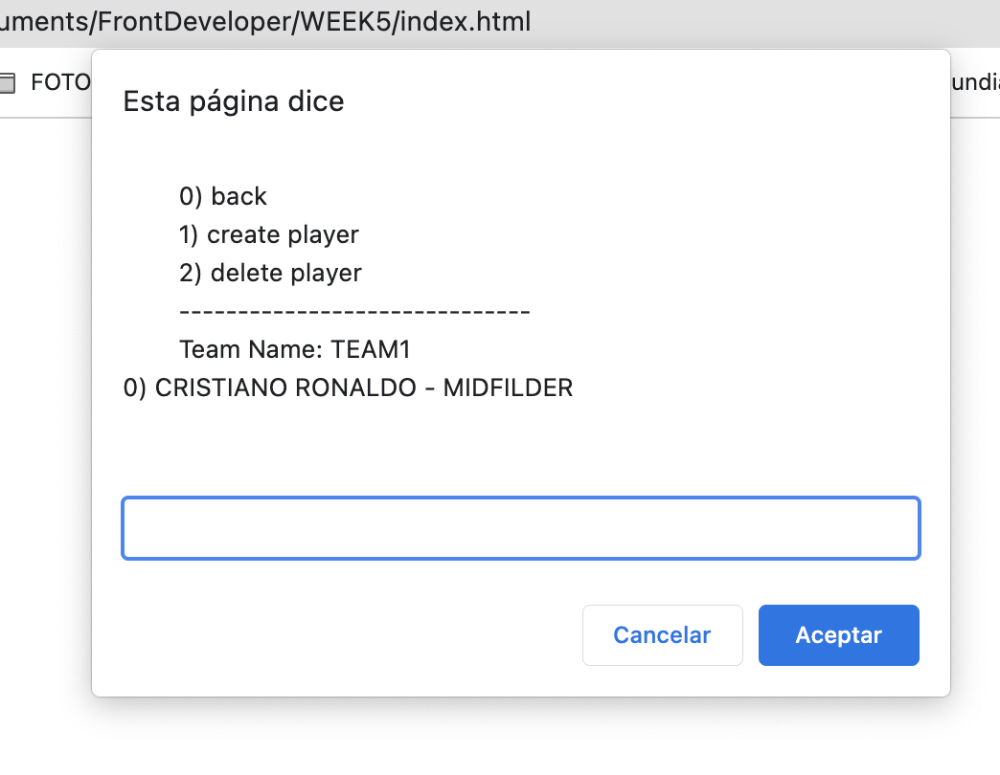 uments/FrontDeveloper/WEEK5/index.html
FOTO
Esta página dice
0) back
1) create player
2) delete player
------------------------------
Team Name: TEAM1
0) CRISTIANO RONALDO - MIDFILDER
Cancelar
Aceptar